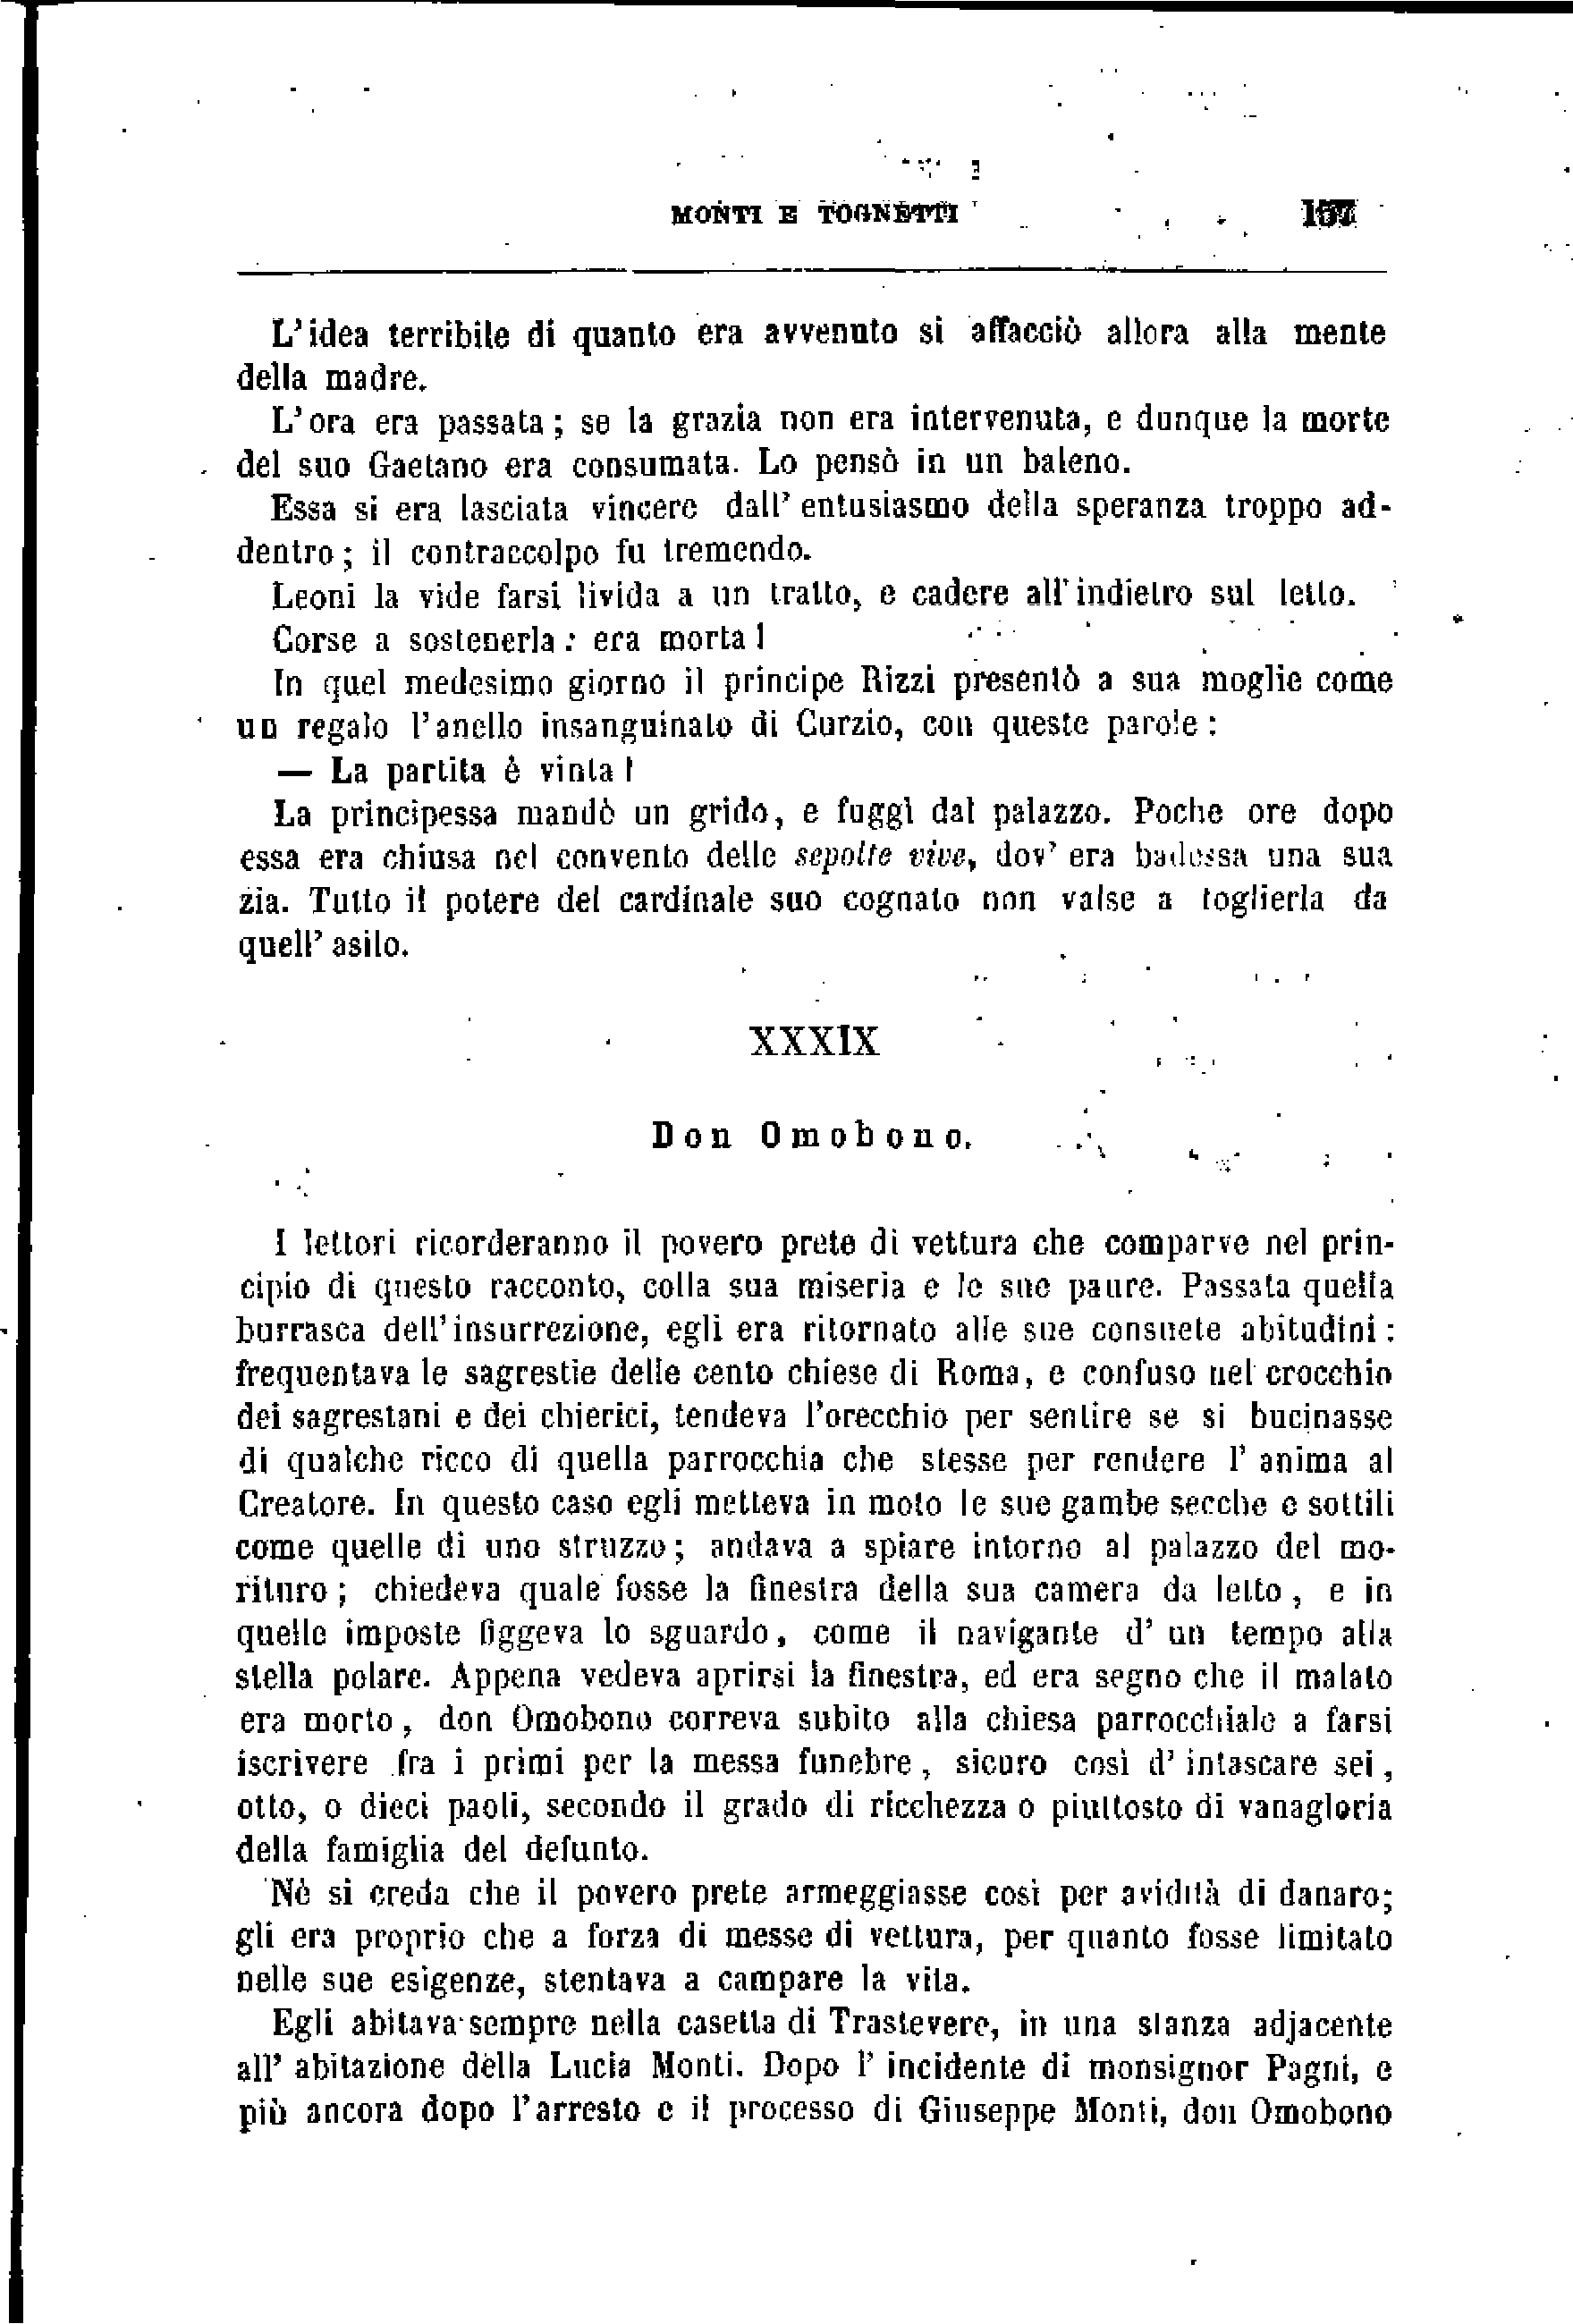 MONTI E TOGNETTI 157
L'idea terribile di quanto era avvenuto si affacciò allora alla mente
della madre.
L'ora era passata; se la grazia non era intervenuta, e dunque la morte
del suo Gaetano era consumata. Lo pensò in un baleno.
Essa si era lasciata vincere dall' entusiasmo della speranza troppo ad-
dentro; il contraccolpo fu tremendo.
Leoni la vide farsi livida a un tratto, e cadere all'indietro sul letto.
Corse a sostenerla: era morta!
In quel medesimo giorno il principe Rizzi presentò a sua moglie come
un regalo l'anello insanguinato di Curzio, con queste parole:
— La partita è vinta!
La principessa mandò un grido, e fuggì dal palazzo. Poche ore dopo
essa era chiusa nel convento delle sepolte vive, dov' era badessa una sua
zia. Tutto il potere del cardinale suo cognato non valse a toglierla da
quell' asilo.
XXXIX
Don Omobono.
I lettori ricorderanno il povero prete di vettura che comparve nel prin-
cipio di questo racconto, colla sua miseria e le sue paure. Passata quella
burrasca dell'insurrezione, egli era ritornato alle sue consuete abitudini:
frequentava le sagrestie delle cento chiese di Roma, e confuso nel crocchio
dei sagrestani e dei chierici, tendeva l'orecchio per sentire se si bucinasse
di qualche ricco di quella parrocchia che stesse per rendere l' anima al
Creatore. In questo caso egli metteva in moto le sue gambe secche e sottili
come quelle di uno struzzo; andava a spiare intorno al palazzo del mo-
rituro; chiedeva quale fosse la finestra della sua camera da letto, e in
quelle imposte figgeva lo sguardo, come il navigante d' un tempo alla
stella polare. Appena vedeva aprirsi la finestra, ed era segno che il malato
era morto, don Omobono correva subito alla chiesa parrocchiale a farsi
iscrivere fra i primi per la messa funebre, sicuro così d' intascare sei,
otto, o dieci paoli, secondo il grado di ricchezza o piuttosto di vanagloria
della famiglia del defunto.
Nè si creda che il povero prete armeggiasse così per avidità di danaro;
gli era proprio che a forza di messe di vettura, per quanto fosse limitato
nelle sue esigenze, stentava a campare la vita.
Egli abitava sempre nella casetta di Trastevere, in una stanza adjacente
all' abitazione della Lucia Monti. Dopo l' incidente di monsignor Pagni, e
più ancora dopo l'arresto e il processo di Giuseppe Monti, don Omobono